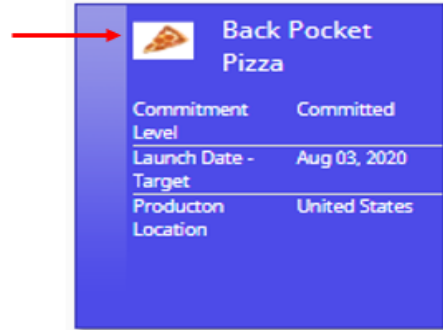 Back Pocket
Pizza
Commitment Committed
Level
Launch Date - Aug 03, 2020
Target
Producton United States
Location